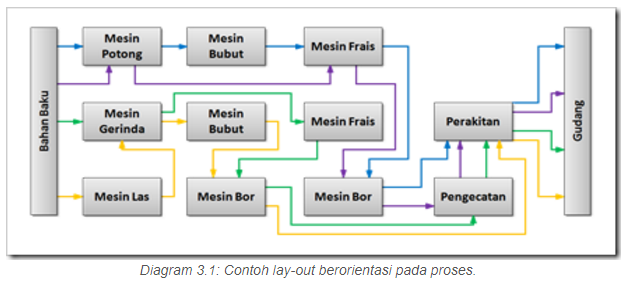 Bahan Baku
Mesin
Potong
Mesin
Bubut
Mesin Frais
Mesin
Gerinda
Mesin
Bubut
Mesin Frais
Perakitan
Gudang
Mesin Las
Mesin Bor
Mesin Bor
Pengecatan
Diagram 3.1: Contoh lay-out berorientasi pada proses.